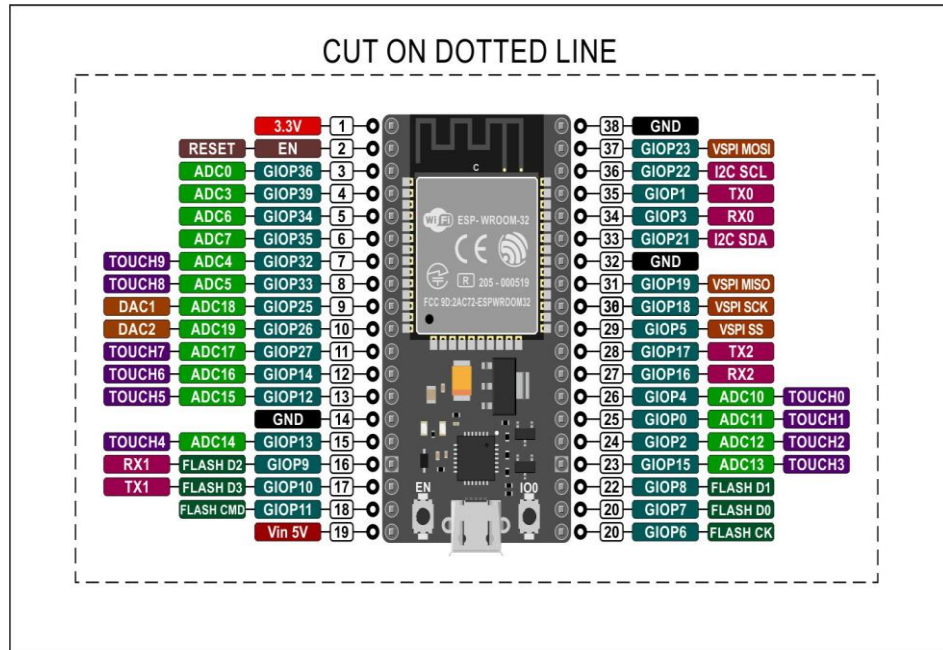 CUT ON DOTTED LINE
3.3V 1 38 GND
RESET EN 2 37 GIOP23 VSPI MOSI
ADC0 GIOP36 3 36 GIOP22 I2C SCL
ADC3 GIOP39 4 35 GIOP1 TX0
ADC6 GIOP34 5 34 GIOP3 RX0
ADC7 GIOP35 6 33 GIOP21 I2C SDA
TOUCH9 ADC4 GIOP32 7 32 GND
TOUCH8 ADC5 GIOP33 8 31 GIOP19 VSPI MISO
DAC1 ADC18 GIOP25 9 30 GIOP18 VSPI SCK
DAC2 ADC19 GIOP26 10 29 GIOP5 VSPI SS
TOUCH7 ADC17 GIOP27 11 28 GIOP17 TX2
TOUCH6 ADC16 GIOP14 12 27 GIOP16 RX2
TOUCH5 ADC15 GIOP12 13 26 GIOP4 ADC10 TOUCH0
GND 14 25 GIOP0 ADC11 TOUCH1
TOUCH4 ADC14 GIOP13 15 24 GIOP2 ADC12 TOUCH2
RX1 FLASH D2 GIOP9 16 23 GIOP15 ADC13 TOUCH3
TX1 FLASH D3 GIOP10 17 22 GIOP8 FLASH D1
FLASH CMD GIOP11 18 20 GIOP7 FLASH D0
Vin 5V 19 20 GIOP6 FLASH CK
C
WiFi ESP- WROOM-32
CE
R 205 - 000519
FCC 9D:2AC72-ESPWROOM32
EN IO0